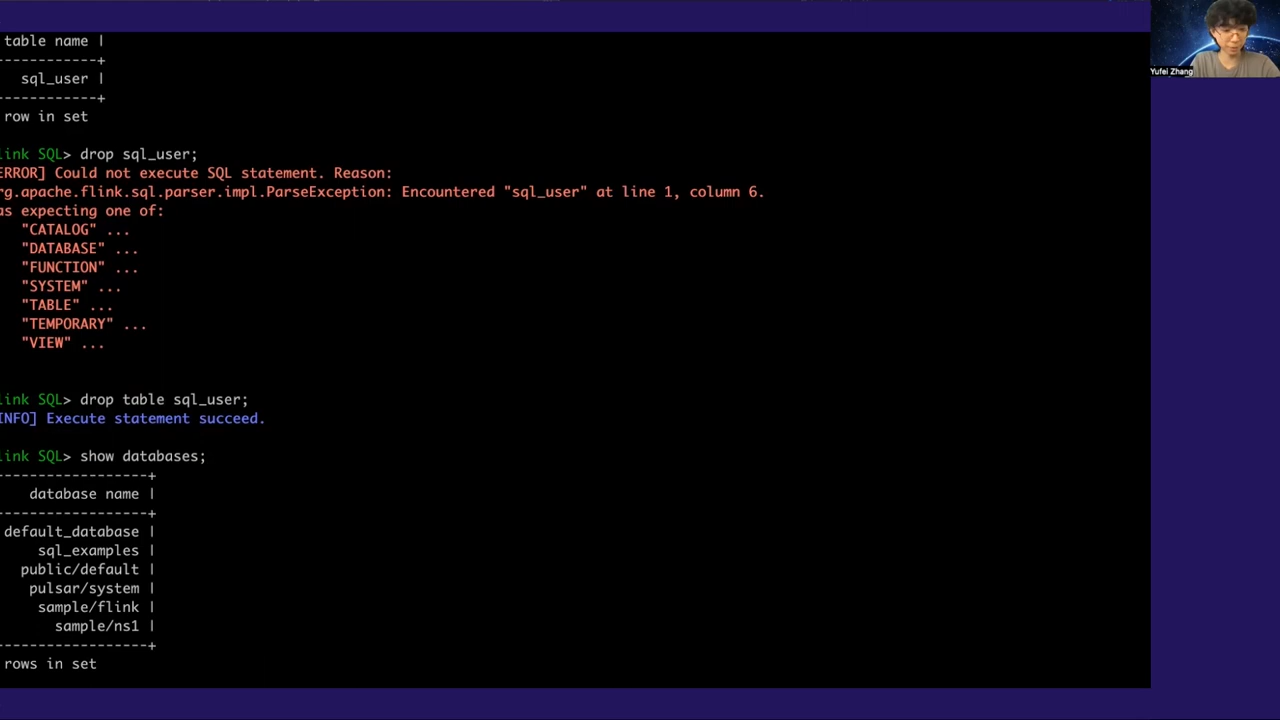 table name |
------------+
sql_user |
------------+
row in set
link SQL> drop sql_user;
ERROR] Could not execute SQL statement. Reason:
rg.apache.flink.sql.parser.impl.ParseException: Encountered "sql_user" at line 1, column 6.
as expecting one of:
"CATALOG" ...
"DATABASE" ...
"FUNCTION" ...
"SYSTEM" ...
"TABLE" ...
"TEMPORARY" ...
"VIEW" ...
link SQL> drop table sql_user;
INFO] Execute statement succeed.
link SQL> show databases;
------------------+
database name |
------------------+
default_database |
sql_examples |
public/default |
pulsar/system |
sample/flink |
sample/ns1 |
------------------+
rows in set
Yufei Zhang